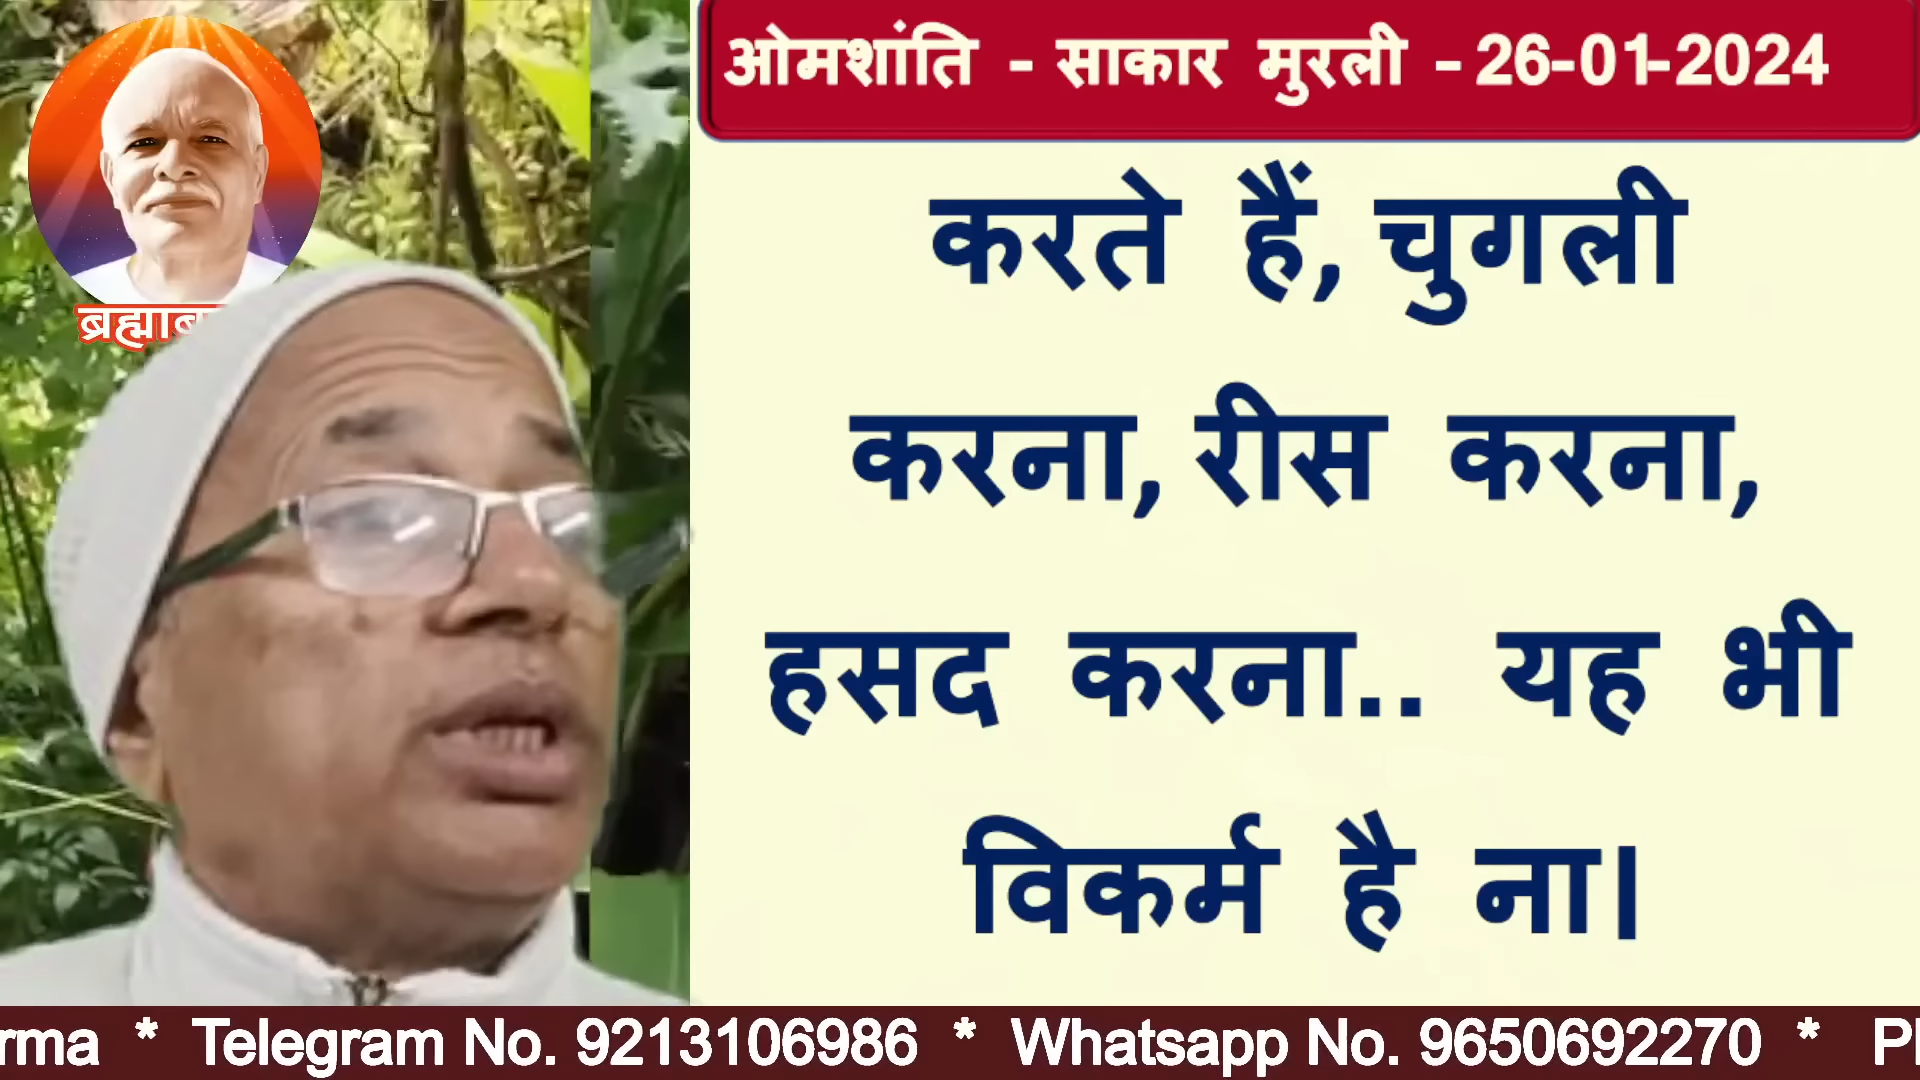 ओमशांति - साकार मुरली - 26-01-2024
करते हैं, चुगली
करना, रीस करना,
हसद करना.. यह भी
विकर्म है ना।
rma * Telegram No. 9213106986 * Whatsapp No. 9650692270 *